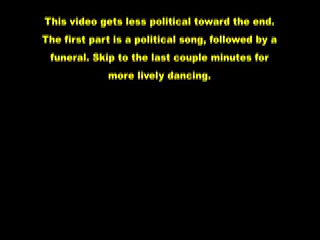 This video gets less political toward the end.
The first part is a political song, followed by a
funeral. Skip to the last couple minutes for
more lively dancing.